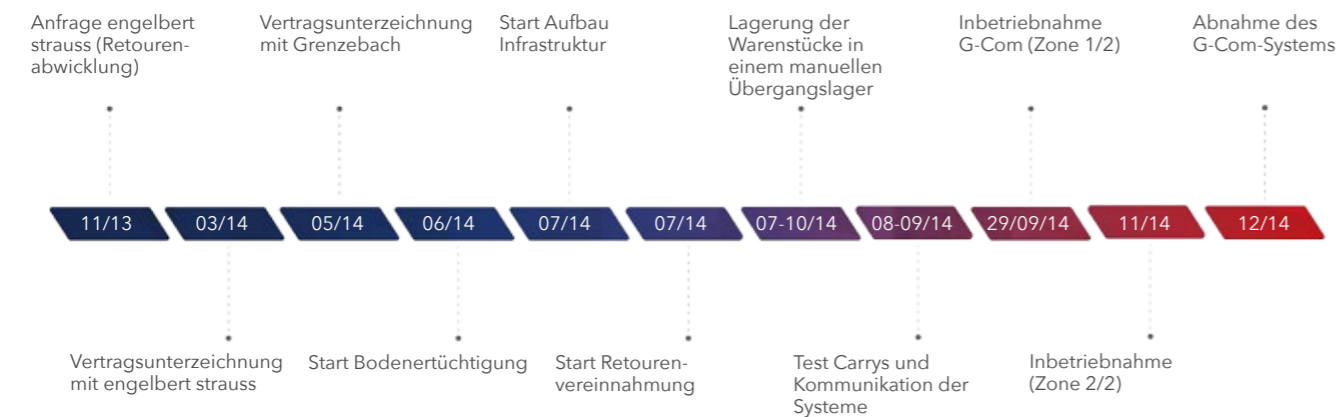 Anfrage engelbert
strauss (Retouren-
abwicklung)
Vertragsunterzeichnung
mit Grenzebach
Start Aufbau
Infrastruktur
Lagerung der
Warenstücke in
einem manuellen
Übergangslager
Inbetriebnahme
G-Com (Zone 1/2)
Abnahme des
G-Com-Systems
11/13
03/14
05/14
06/14
07/14
07/14
07-10/14
08-09/14
29/09/14
11/14
12/14
Vertragsunterzeichnung
mit engelbert strauss
Start Bodenertüchtigung
Start Retouren-
vereinnahmung
Test Carrys und
Kommunikation der
Systeme
Inbetriebnahme
(Zone 2/2)